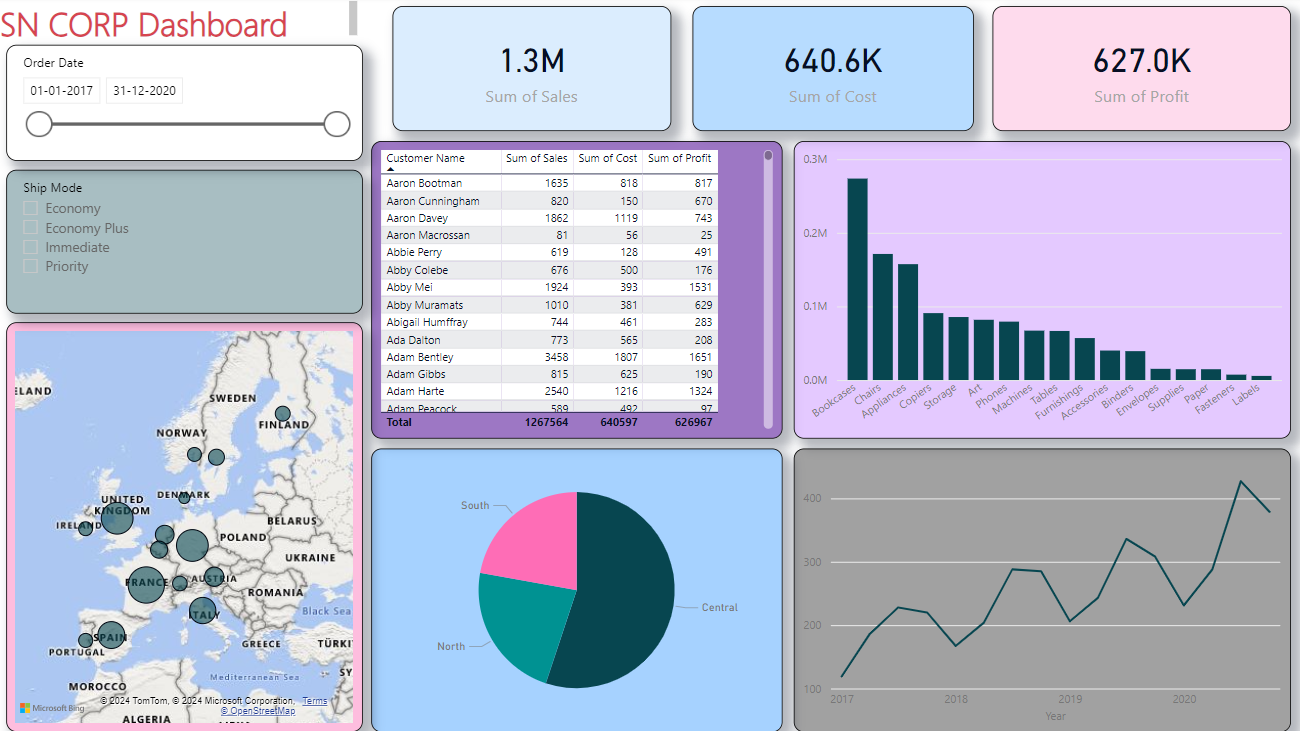 SN CORP Dashboard
Order Date
01-01-2017 31-12-2020
Ship Mode
Economy
Economy Plus
Immediate
Priority
1.3M
Sum of Sales
640.6K
Sum of Cost
627.0K
Sum of Profit
Customer Name Sum of Sales Sum of Cost Sum of Profit
Aaron Bootman 1635 818 817
Aaron Cunningham 820 150 670
Aaron Davey 1862 1119 743
Aaron Macrossan 81 56 25
Abbie Perry 619 128 491
Abby Colebe 676 500 176
Abby Mei 1924 393 1531
Abby Muramats 1010 381 629
Abigail Humffray 744 461 283
Ada Dalton 773 565 208
Adam Bentley 3458 1807 1651
Adam Gibbs 815 625 190
Adam Harte 2540 1216 1324
Adam Peacock 589 492 97
Total 1267564 640597 626967
0.3M
0.2M
0.1M
0.0M
Bookcases
Chairs
Appliances
Copiers
Storage
Art
Phones
Machines
Tables
Furnishings
Accessories
Binders
Envelopes
Supplies
Paper
Fasteners
Labels
ELAND
SWEDEN
FINLAND
NORWAY
DENMARK
UNITED
KINGDOM
IRELAND
BELARUS
POLAND
UKRAINE
FRANCE
AUSTRIA
ROMANIA
Black Sea
ITALY
SPAIN
PORTUGAL
GREECE
TÜRKI
Mediterranean Sea
SY
MOROCCO
© 2024 TomTom, © 2024 Microsoft Corporation, Terms
Microsoft Bing
© OpenStreetMap
ALGERIA
South
Central
North
400
300
200
100
2017 2018 2019 2020
Year